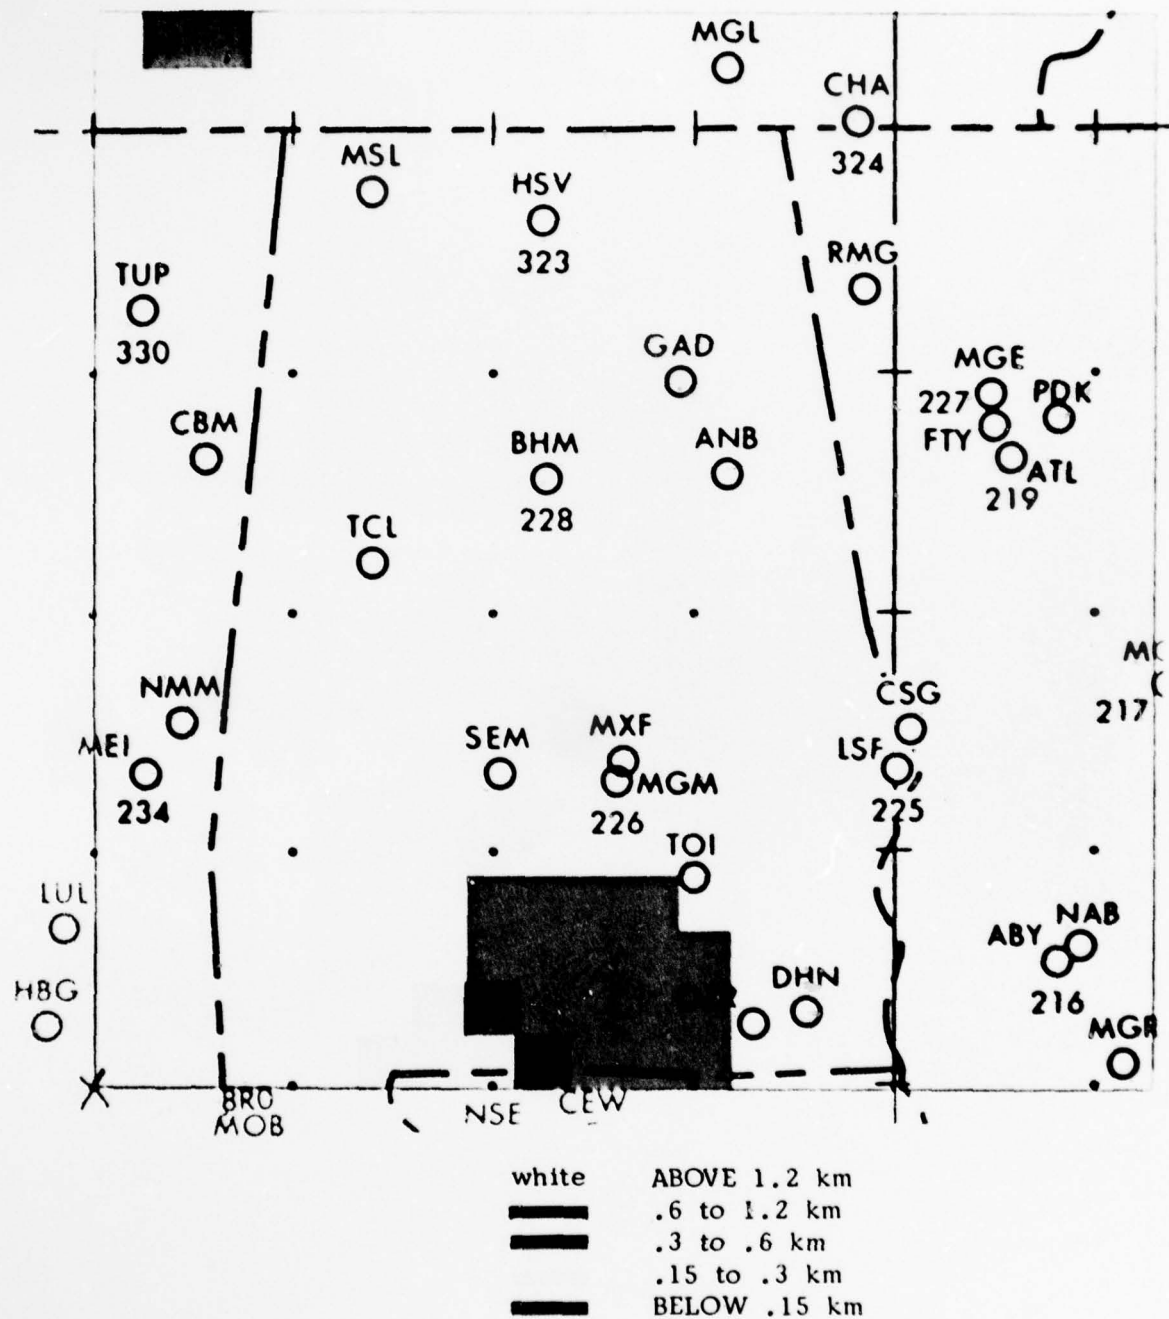 MGL
CHA
324
MSL
HSV
323
RMG
TUP
330
GAD
MGE
227
PDK
FTY
ATL
219
CBM
BHM
228
ANB
TCL
217
NMM
CSG
MEI
234
SEM
MXF
MGM
226
LSF
225
TOI
LUL
NAB
ABY
216
HBG
DHN
MGR
BRO
MOB
NSE
CEW
white ABOVE 1.2 km
.6 to 1.2 km
.3 to .6 km
.15 to .3 km
BELOW .15 km